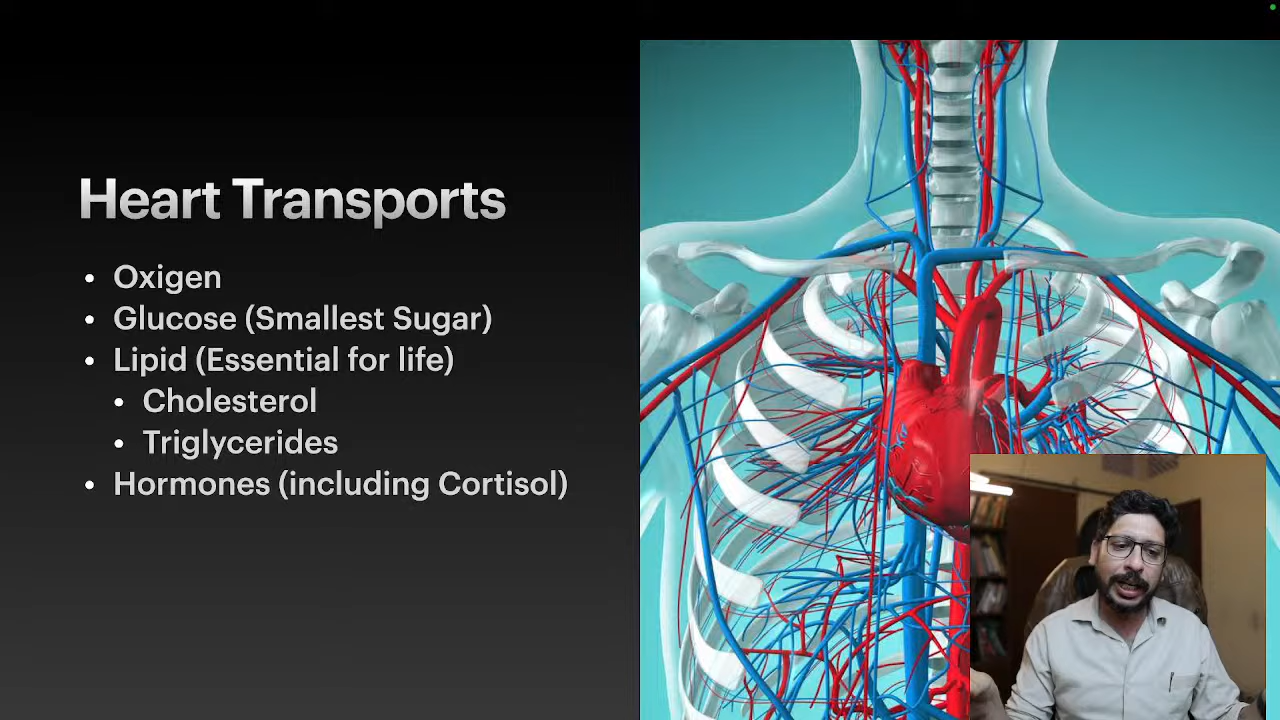 Heart Transports
• Oxigen
• Glucose (Smallest Sugar)
• Lipid (Essential for life)
• Cholesterol
• Triglycerides
• Hormones (including Cortisol)